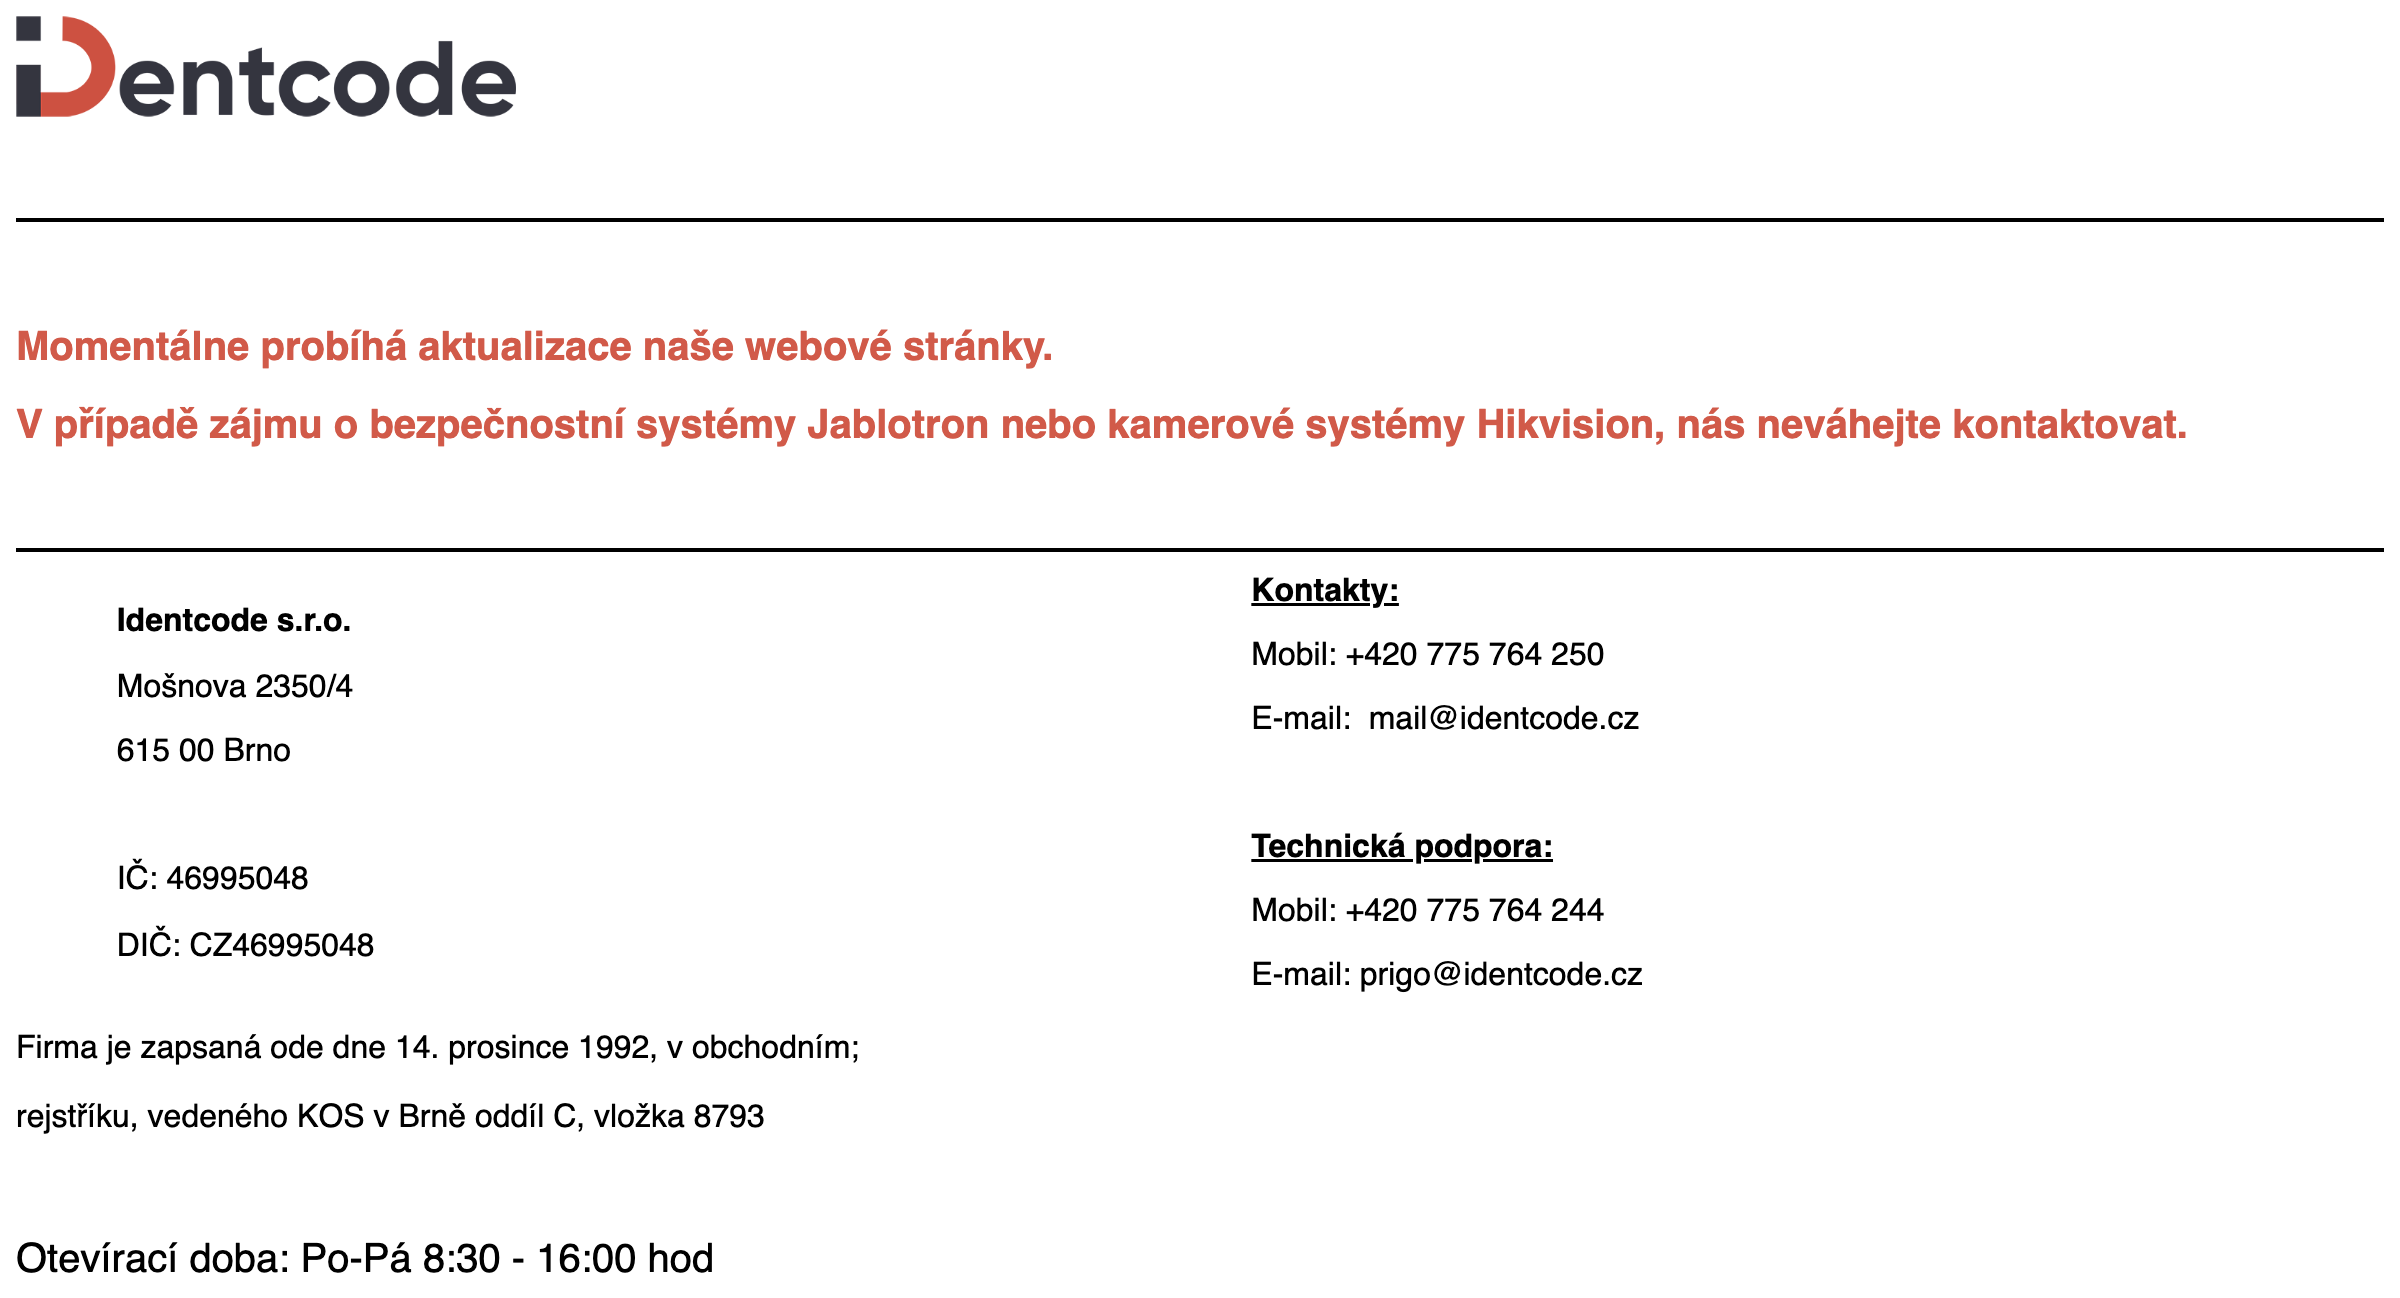 iDentcode
Momentálne probíhá aktualizace naše webové stránky.
V případě zájmu o bezpečnostní systémy Jablotron nebo kamerové systémy Hikvision, nás neváhejte kontaktovat.
Identcode s.r.o.
Mošnova 2350/4
615 00 Brno
IČ: 46995048
DIČ: CZ46995048
Firma je zapsaná ode dne 14. prosince 1992, v obchodním;
rejstříku, vedeného KOS v Brně oddíl C, vložka 8793
Kontakty:
Mobil: +420 775 764 250
E-mail:  mail@identcode.cz
Technická podpora:
Mobil: +420 775 764 244
E-mail: prigo@identcode.cz
Otevírací doba: Po-Pá 8:30 - 16:00 hod